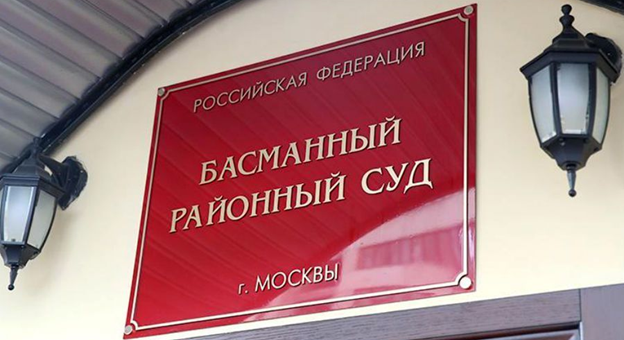 РОССИЙСКАЯ ФЕДЕРАЦИЯ
БАСМАННЫЙ
РАЙОННЫЙ СУД
г. МОСКВЫ